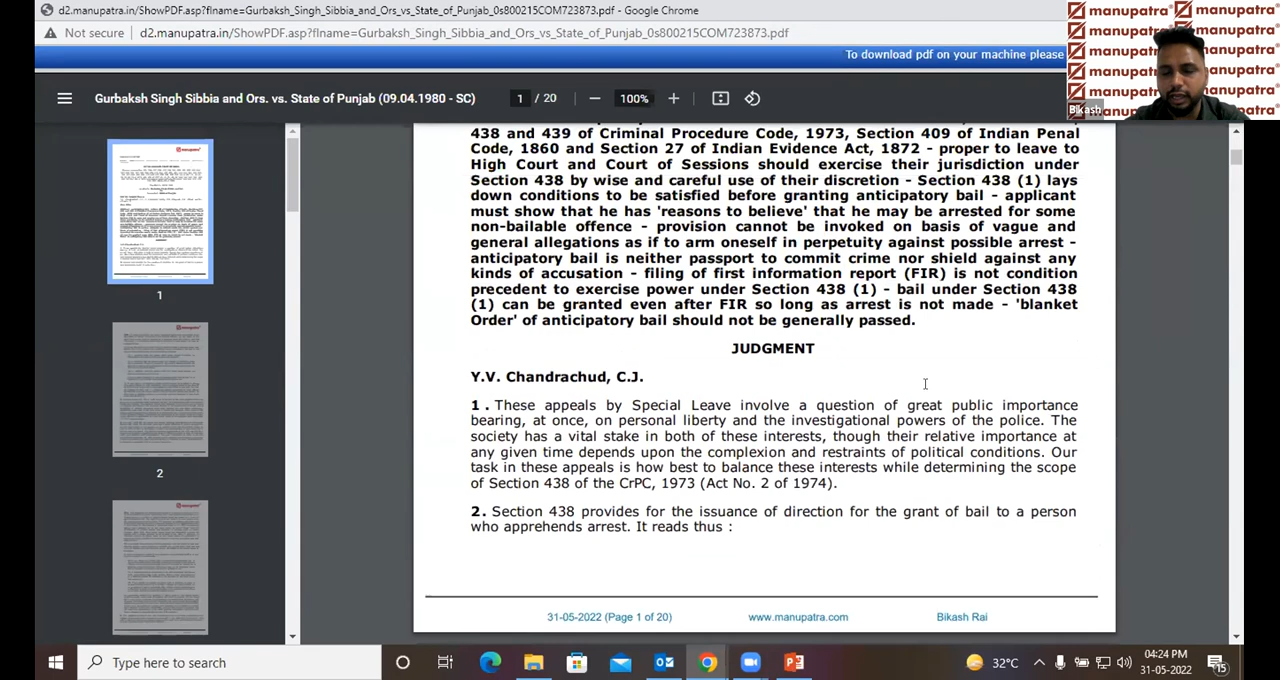 d2.manupatra.in/ShowPDF.asp?flname=Gurbaksh_Singh_Sibbia_and_Ors_vs_State_of_Punjab_0s800215COM723873.pdf - Google Chrome
Not secure d2.manupatra.in/ShowPDF.asp?flname=Gurbaksh_Singh_Sibbia_and_Ors_vs_State_of_Punjab_0s800215COM723873.pdf
To download pdf on your machine please
manupatra® manupatra®
manupatra®
manupatra®
manupatra
manupatra
Bikash
Gurbaksh Singh Sibbia and Ors. vs. State of Punjab (09.04.1980 - SC) 1 / 20 100%
438 and 439 of Criminal Procedure Code, 1973, Section 409 of Indian Penal
Code, 1860 and Section 27 of Indian Evidence Act, 1872 - proper to leave to
High Court and Court of Sessions should exercise their jurisdiction under
Section 438 by wise and careful use of their discretion - Section 438 (1) lays
down conditions to be satisfied before granting anticipatory bail - applicant
must show that he has 'reasons to believe' that he may be arrested for some
non-bailable offence - provision cannot be invoked on basis of vague and
general allegations as if to arm oneself in perpetuity against possible arrest -
anticipatory bail is neither passport to commit crime nor shield against any
kinds of accusation - filing of first information report (FIR) is not condition
precedent to exercise power under Section 438 (1) - bail under Section 438
(1) can be granted even after FIR so long as arrest is not made - 'blanket
Order' of anticipatory bail should not be generally passed.
JUDGMENT
Y.V. Chandrachud, C.J.
1 . These appeals by Special Leave involve a question of great public importance
bearing, at once, on personal liberty and the investigational powers of the police. The
society has a vital stake in both of these interests, though their relative importance at
any given time depends upon the complexion and restraints of political conditions. Our
task in these appeals is how best to balance these interests while determining the scope
of Section 438 of the CrPC, 1973 (Act No. 2 of 1974).
2. Section 438 provides for the issuance of direction for the grant of bail to a person
who apprehends arrest. It reads thus :
31-05-2022 (Page 1 of 20) www.manupatra.com Bikash Rai
1
2
Type here to search
32°C
04:24 PM
31-05-2022
15